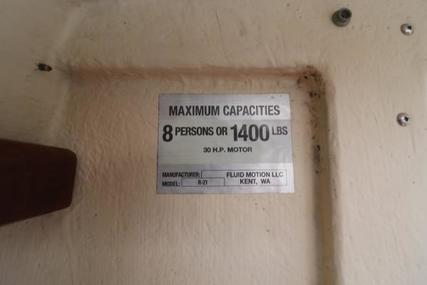 MAXIMUM CAPACITIES
8 PERSONS OR 1400 LBS
30 H.P. MOTOR
MANUFACTURER: FLUID MOTION LLC
MODEL: R-21 KENT, WA